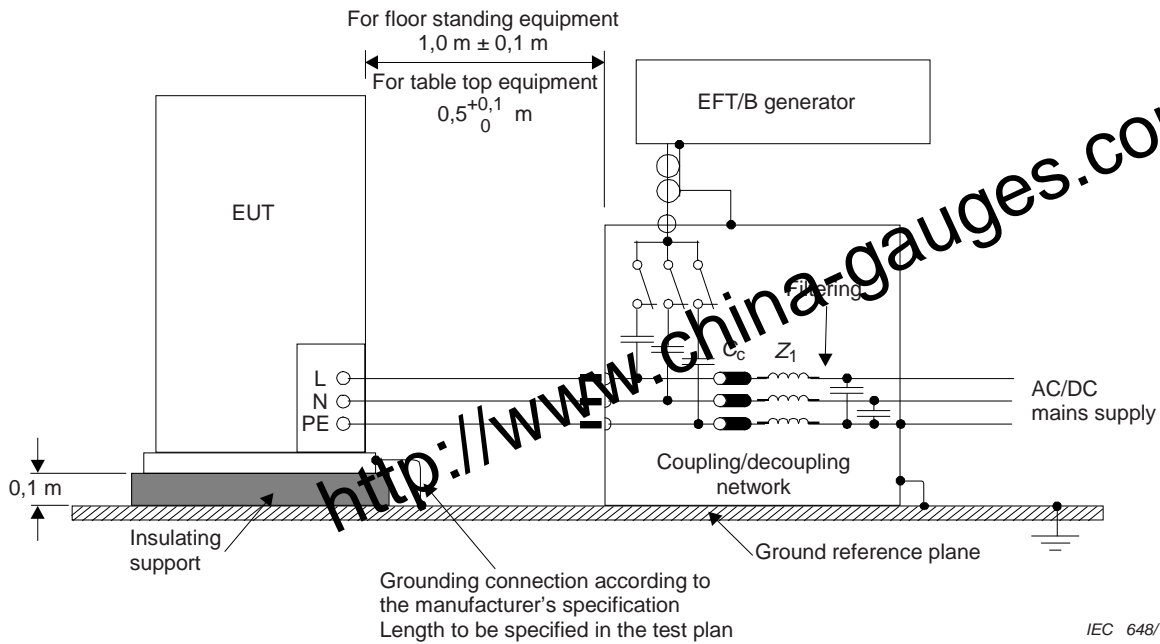 For floor standing equipment
1,0 m ± 0,1 m
For table top equipment
0,5 +0,1 0 m
EFT/B generator
EUT
Filtering
Cc
Z1
L
N
PE
AC/DC
mains supply
Coupling/decoupling
network
0,1 m
Insulating
support
Ground reference plane
Grounding connection according to
the manufacturer's specification
Length to be specified in the test plan
IEC 648/
http://www.china-gauges.co